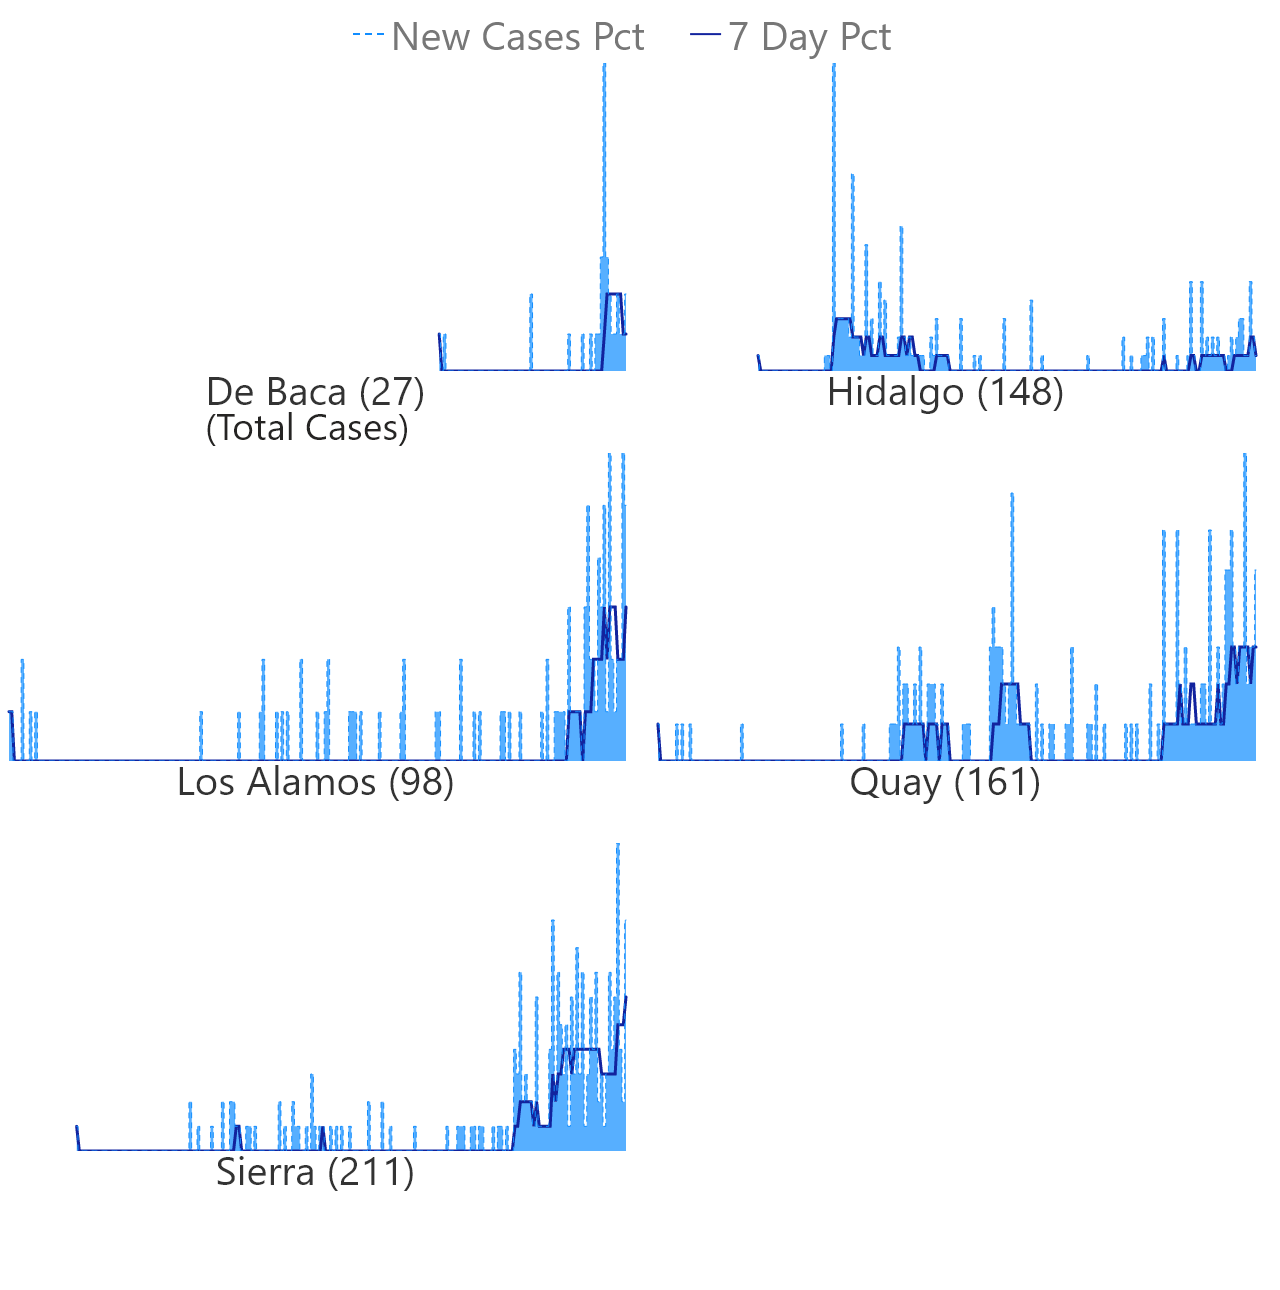 New Cases Pct 7 Day Pct
De Baca (27) Hidalgo (148)
(Total Cases)
Los Alamos (98) Quay (161)
Sierra (211)